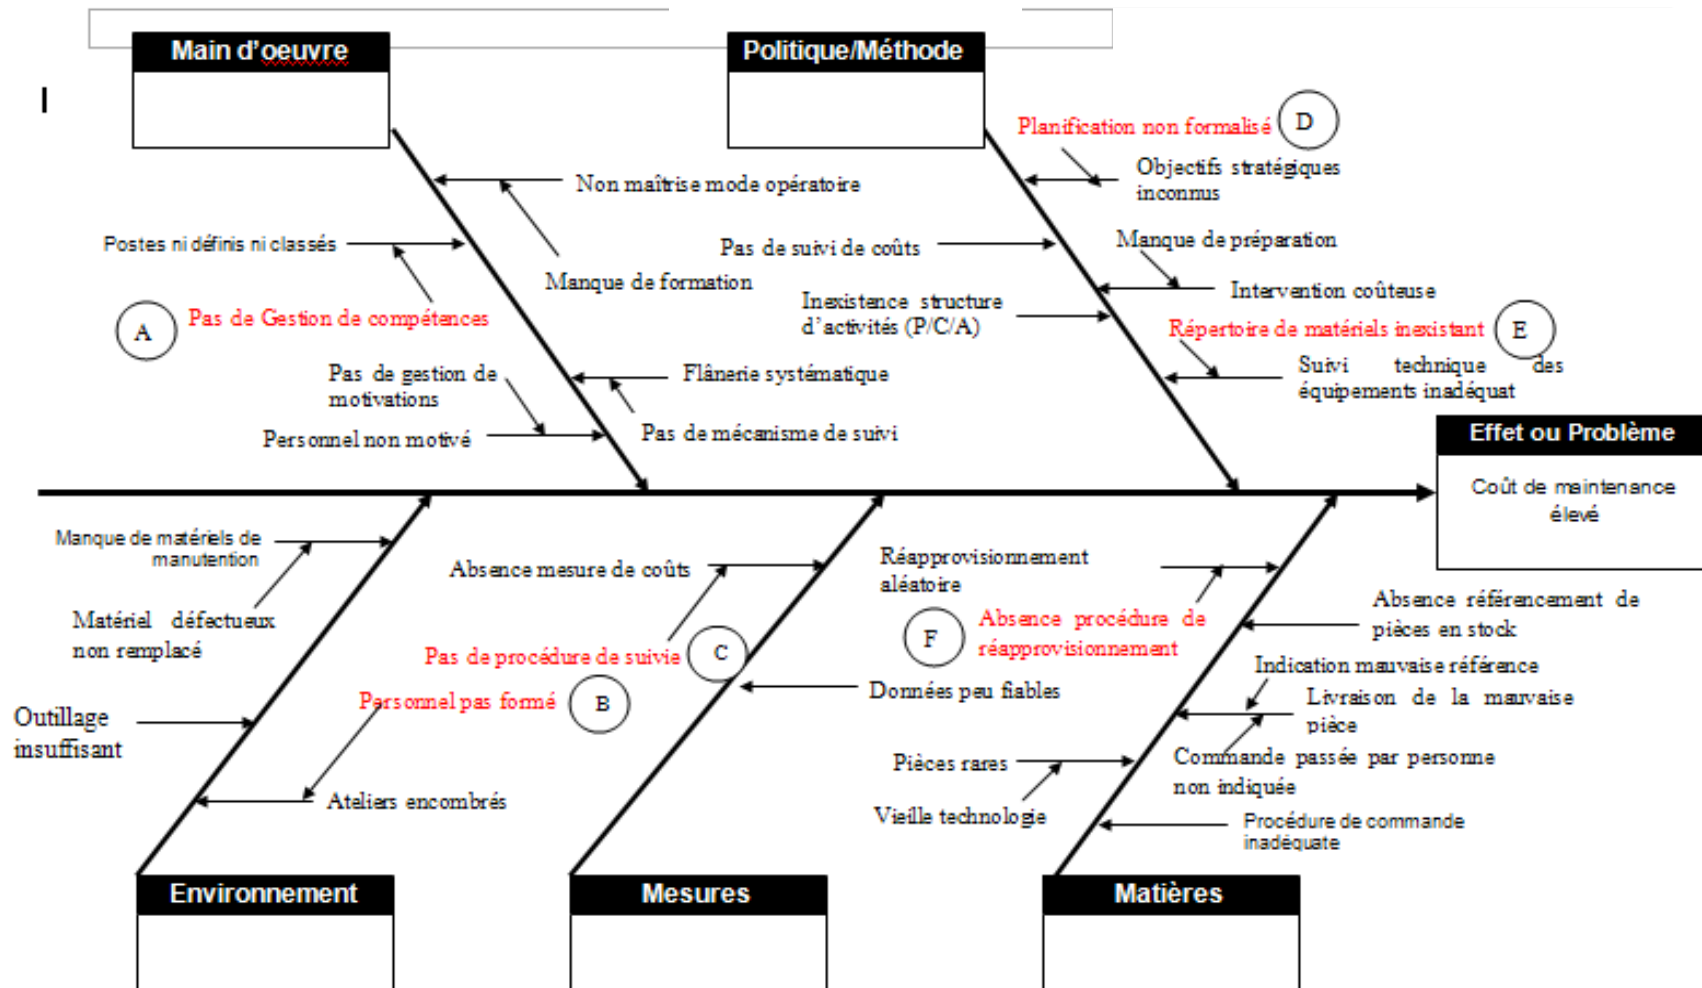 Main d'oeuvre
Politique/Méthode
Planification non formalisé
D
Objectifs stratégiques
inconnus
Non maîtrise mode opératoire
Postes ni définis ni classés
Pas de suivi de coûts
Manque de préparation
Manque de formation
Intervention coûteuse
Inexistence structure
d'activités (P/C/A)
A
Pas de Gestion de compétences
Répertoire de matériels inexistant
E
Pas de gestion de
motivations
Flânerie systématique
Suivi technique des
équipements inadéquat
Personnel non motivé
Pas de mécanisme de suivi
Effet ou Problème
Coût de maintenance
élevé
Manque de matériels de
manutention
Absence mesure de coûts
Réapprovisionnement
aléatoire
Matériel défectueux
non remplacé
Absence référencement de
pièces en stock
F
Absence procédure de
réapprovisionnement
Pas de procédure de suivie
C
Indication mauvaise référence
Personnel pas formé
B
Données peu fiables
Livraison de la mauvaise
pièce
Outillage
insuffisant
Pièces rares
Commande passée par personne
non indiquée
Ateliers encombrés
Vieille technologie
Procédure de commande
inadéquate
Environnement
Mesures
Matières